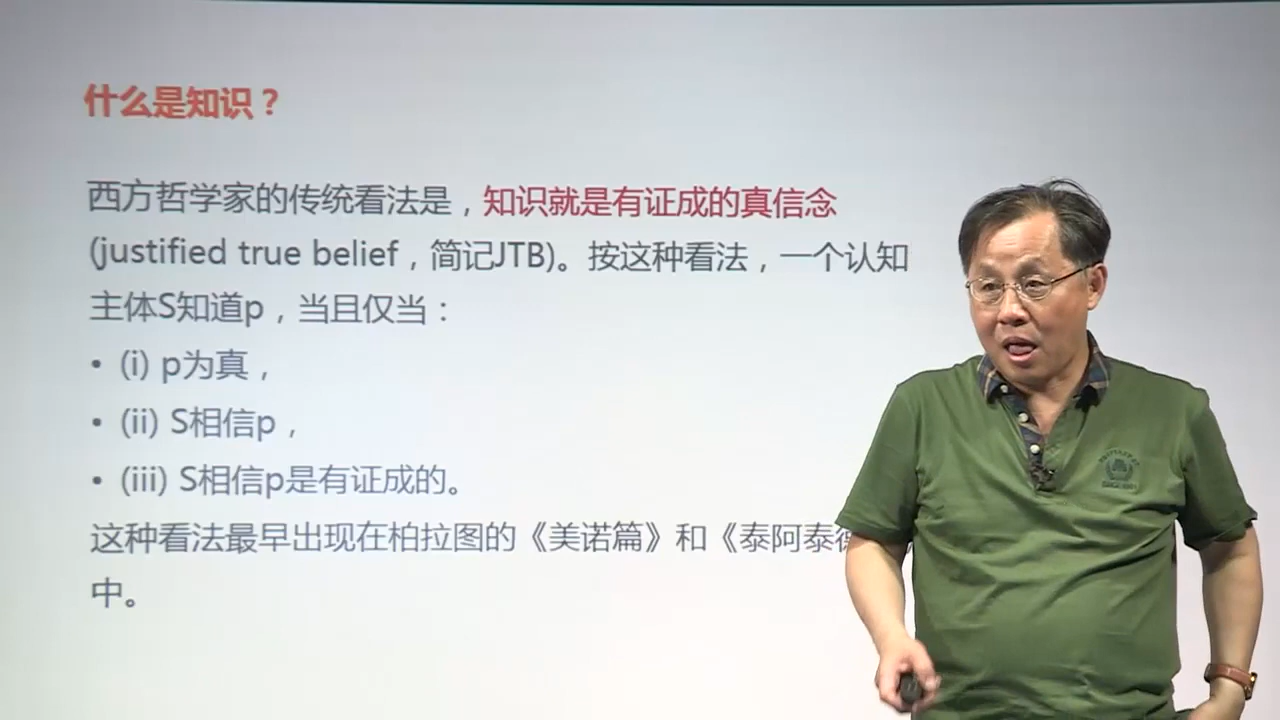 什么是知识？
西方哲学家的传统看法是，知识就是有证成的真信念
(justified true belief，简记JTB)。按这种看法，一个认知
主体S知道p，当且仅当：
• (i) p为真，
• (ii) S相信p，
• (iii) S相信p是有证成的。
这种看法最早出现在柏拉图的《美诺篇》和《泰阿泰
中。